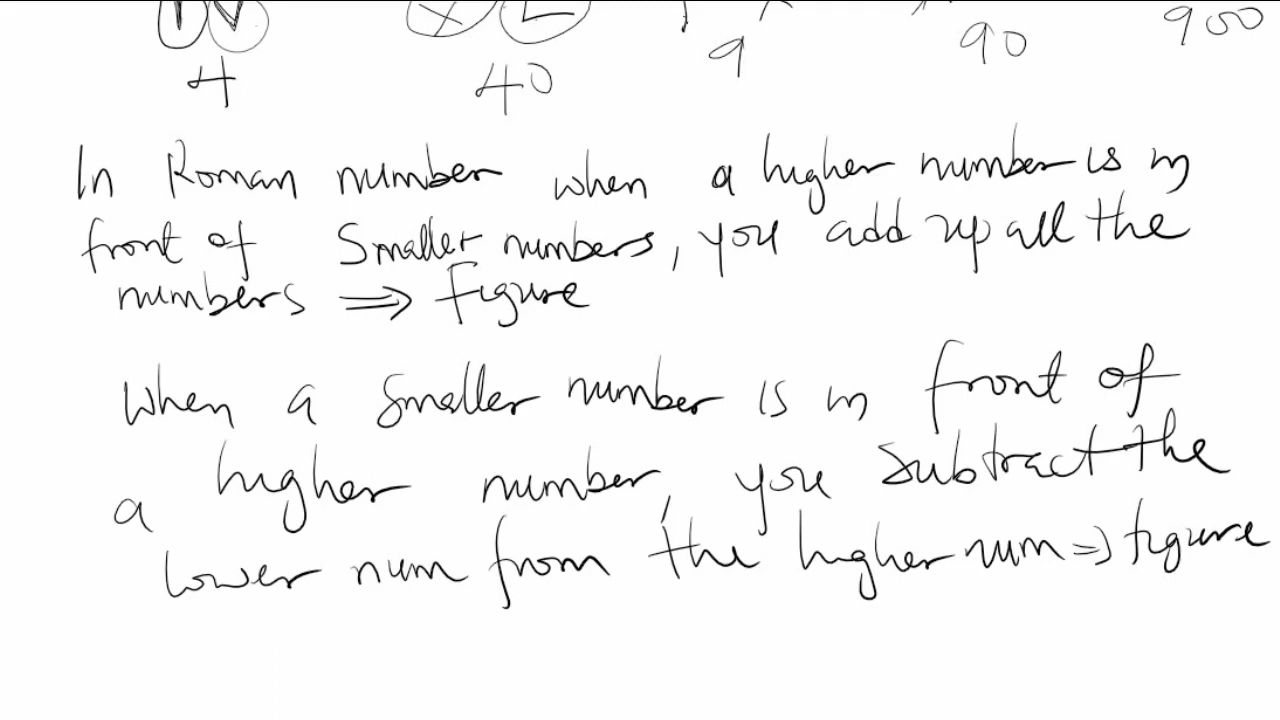 IV XL
4 40 9 90 900
In Roman number when a higher number is in
front of Smaller numbers, you add up all the
numbers ⇒ Figure
When a smaller number is in front of
a higher number, you subtract the
lower num from the higher num ⇒ figure